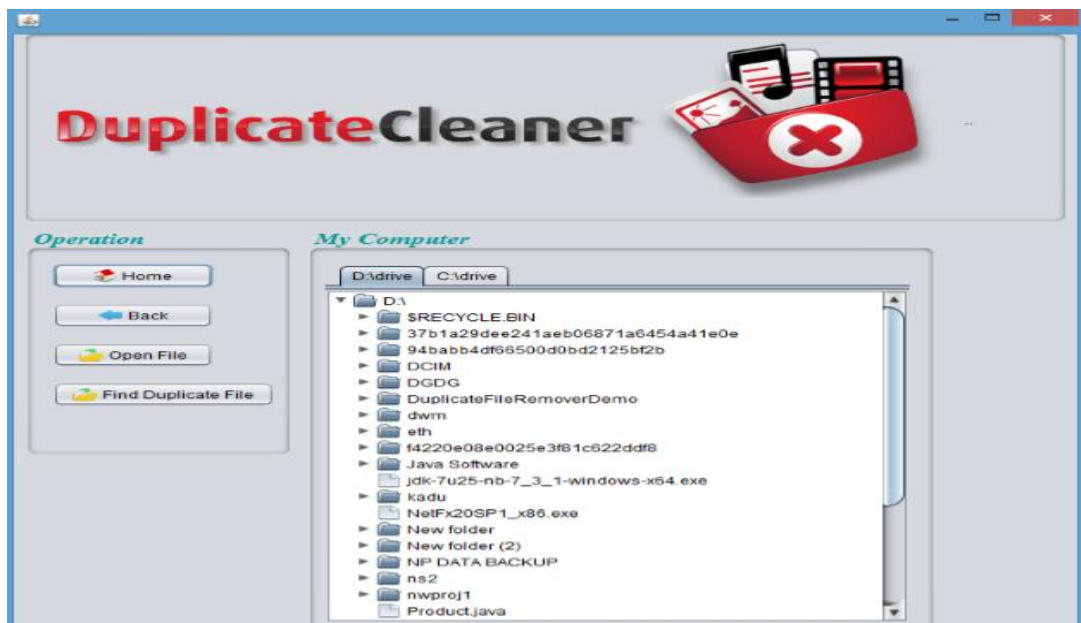 DuplicateCleaner
..
Operation
Home
Back
Open File
Find Duplicate File
My Computer
D:\drive C:\drive
D:\
$RECYCLE.BIN
37b1a29dee241aeb06871a6454a41e0e
94babb4df66500d0bd2125bf2b
DCIM
DGDG
DuplicateFileRemoverDemo
dwm
eth
f4220e08e0025e3f81c622ddf8
Java Software
jdk-7u25-nb-7_3_1-windows-x64.exe
kadu
NetFx20SP1_x86.exe
New folder
New folder (2)
NP DATA BACKUP
ns2
nwproj1
Product.java